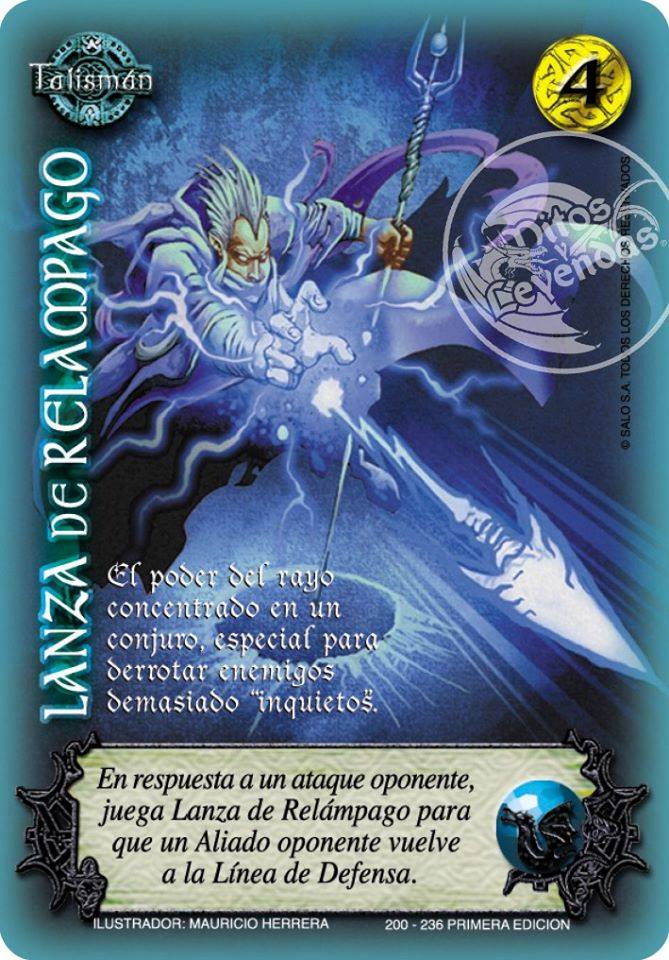 Talismán
4
LANZA DE RELAMPAGO
Mitos
y
Leyendas
®
© SALO S.A. TODOS LOS DERECHOS RESERVADOS
El poder del rayo
concentrado en un
conjuro, especial para
derrotar enemigos
demasiado "inquietos".
En respuesta a un ataque oponente,
juega Lanza de Relámpago para
que un Aliado oponente vuelve
a la Línea de Defensa.
ILUSTRADOR: MAURICIO HERRERA 200 - 236 PRIMERA EDICION